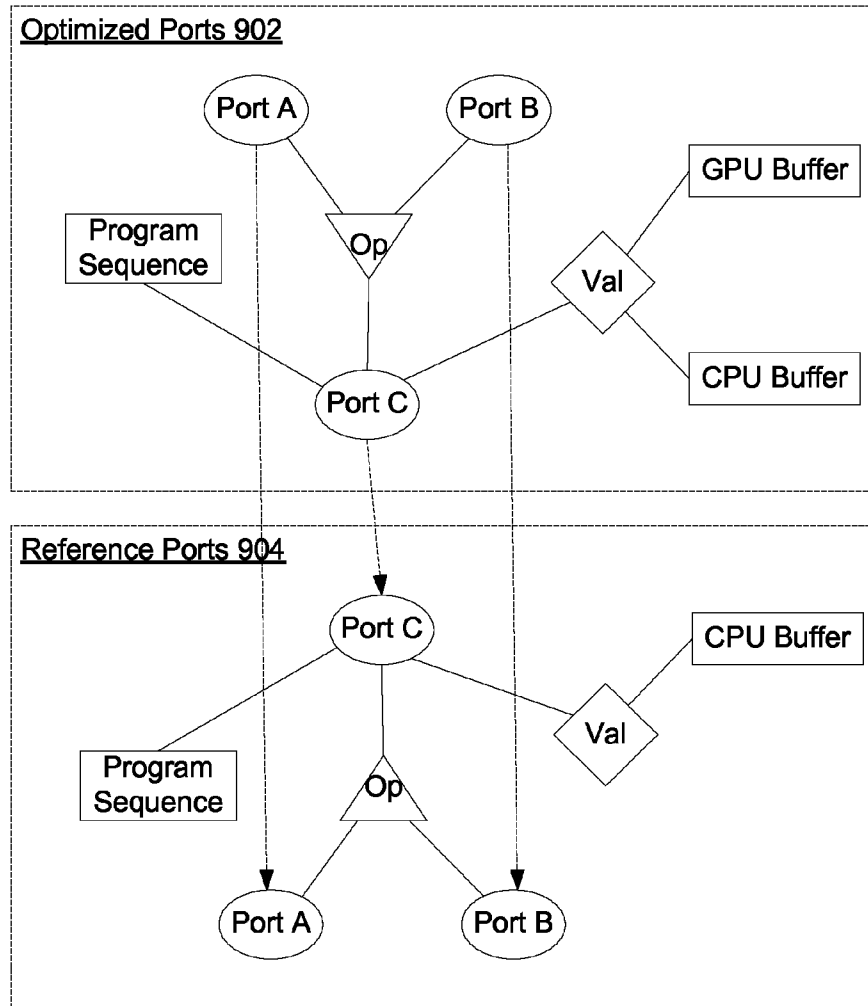 Optimized Ports 902
Port A
Port B
GPU Buffer
Program
Sequence
Op
Val
CPU Buffer
Port C
Reference Ports 904
Port C
CPU Buffer
Val
Program
Sequence
Op
Port A
Port B